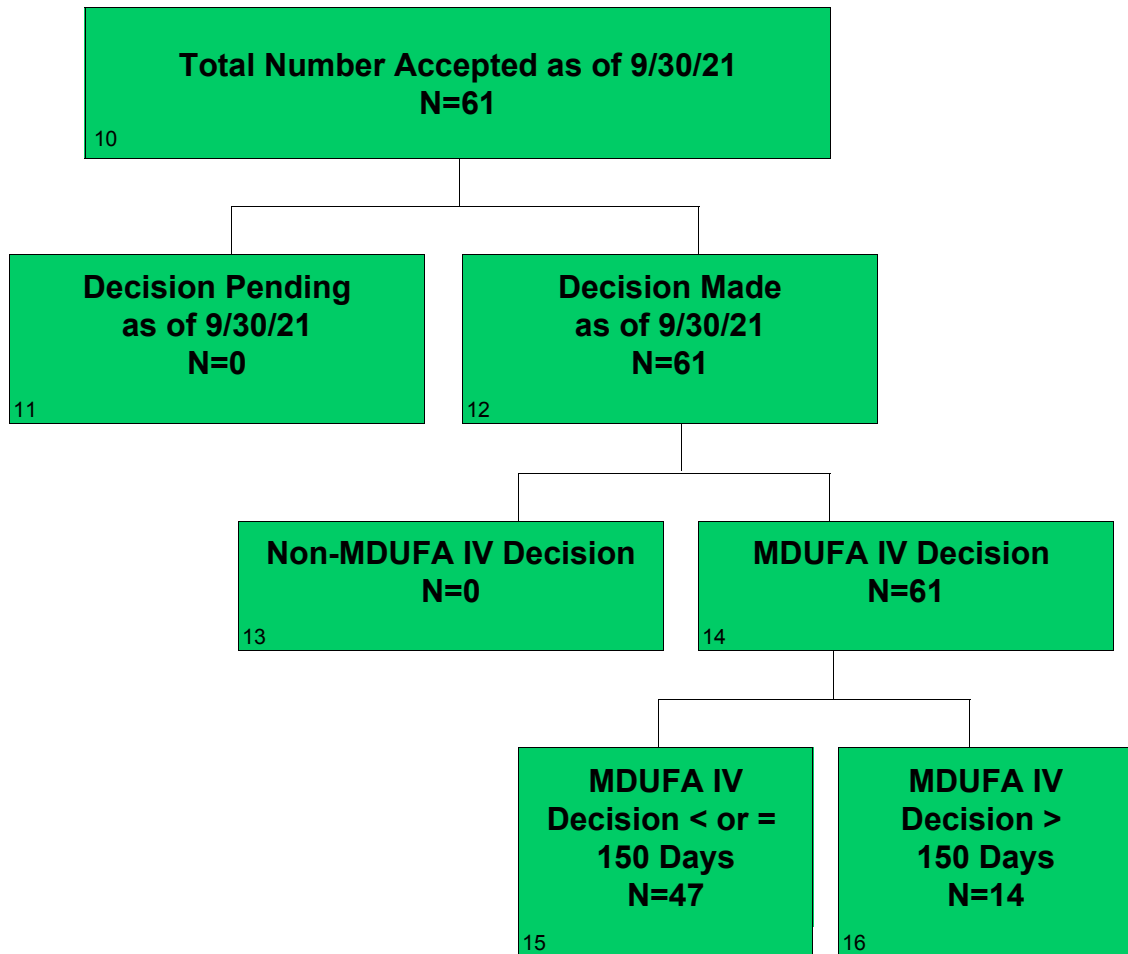 Total Number Accepted as of 9/30/21
N=61
10
Decision Pending
as of 9/30/21
N=0
11
Decision Made
as of 9/30/21
N=61
12
Non-MDUFA IV Decision
N=0
13
MDUFA IV Decision
N=61
14
MDUFA IV
Decision < or =
150 Days
N=47
15
MDUFA IV
Decision >
150 Days
N=14
16